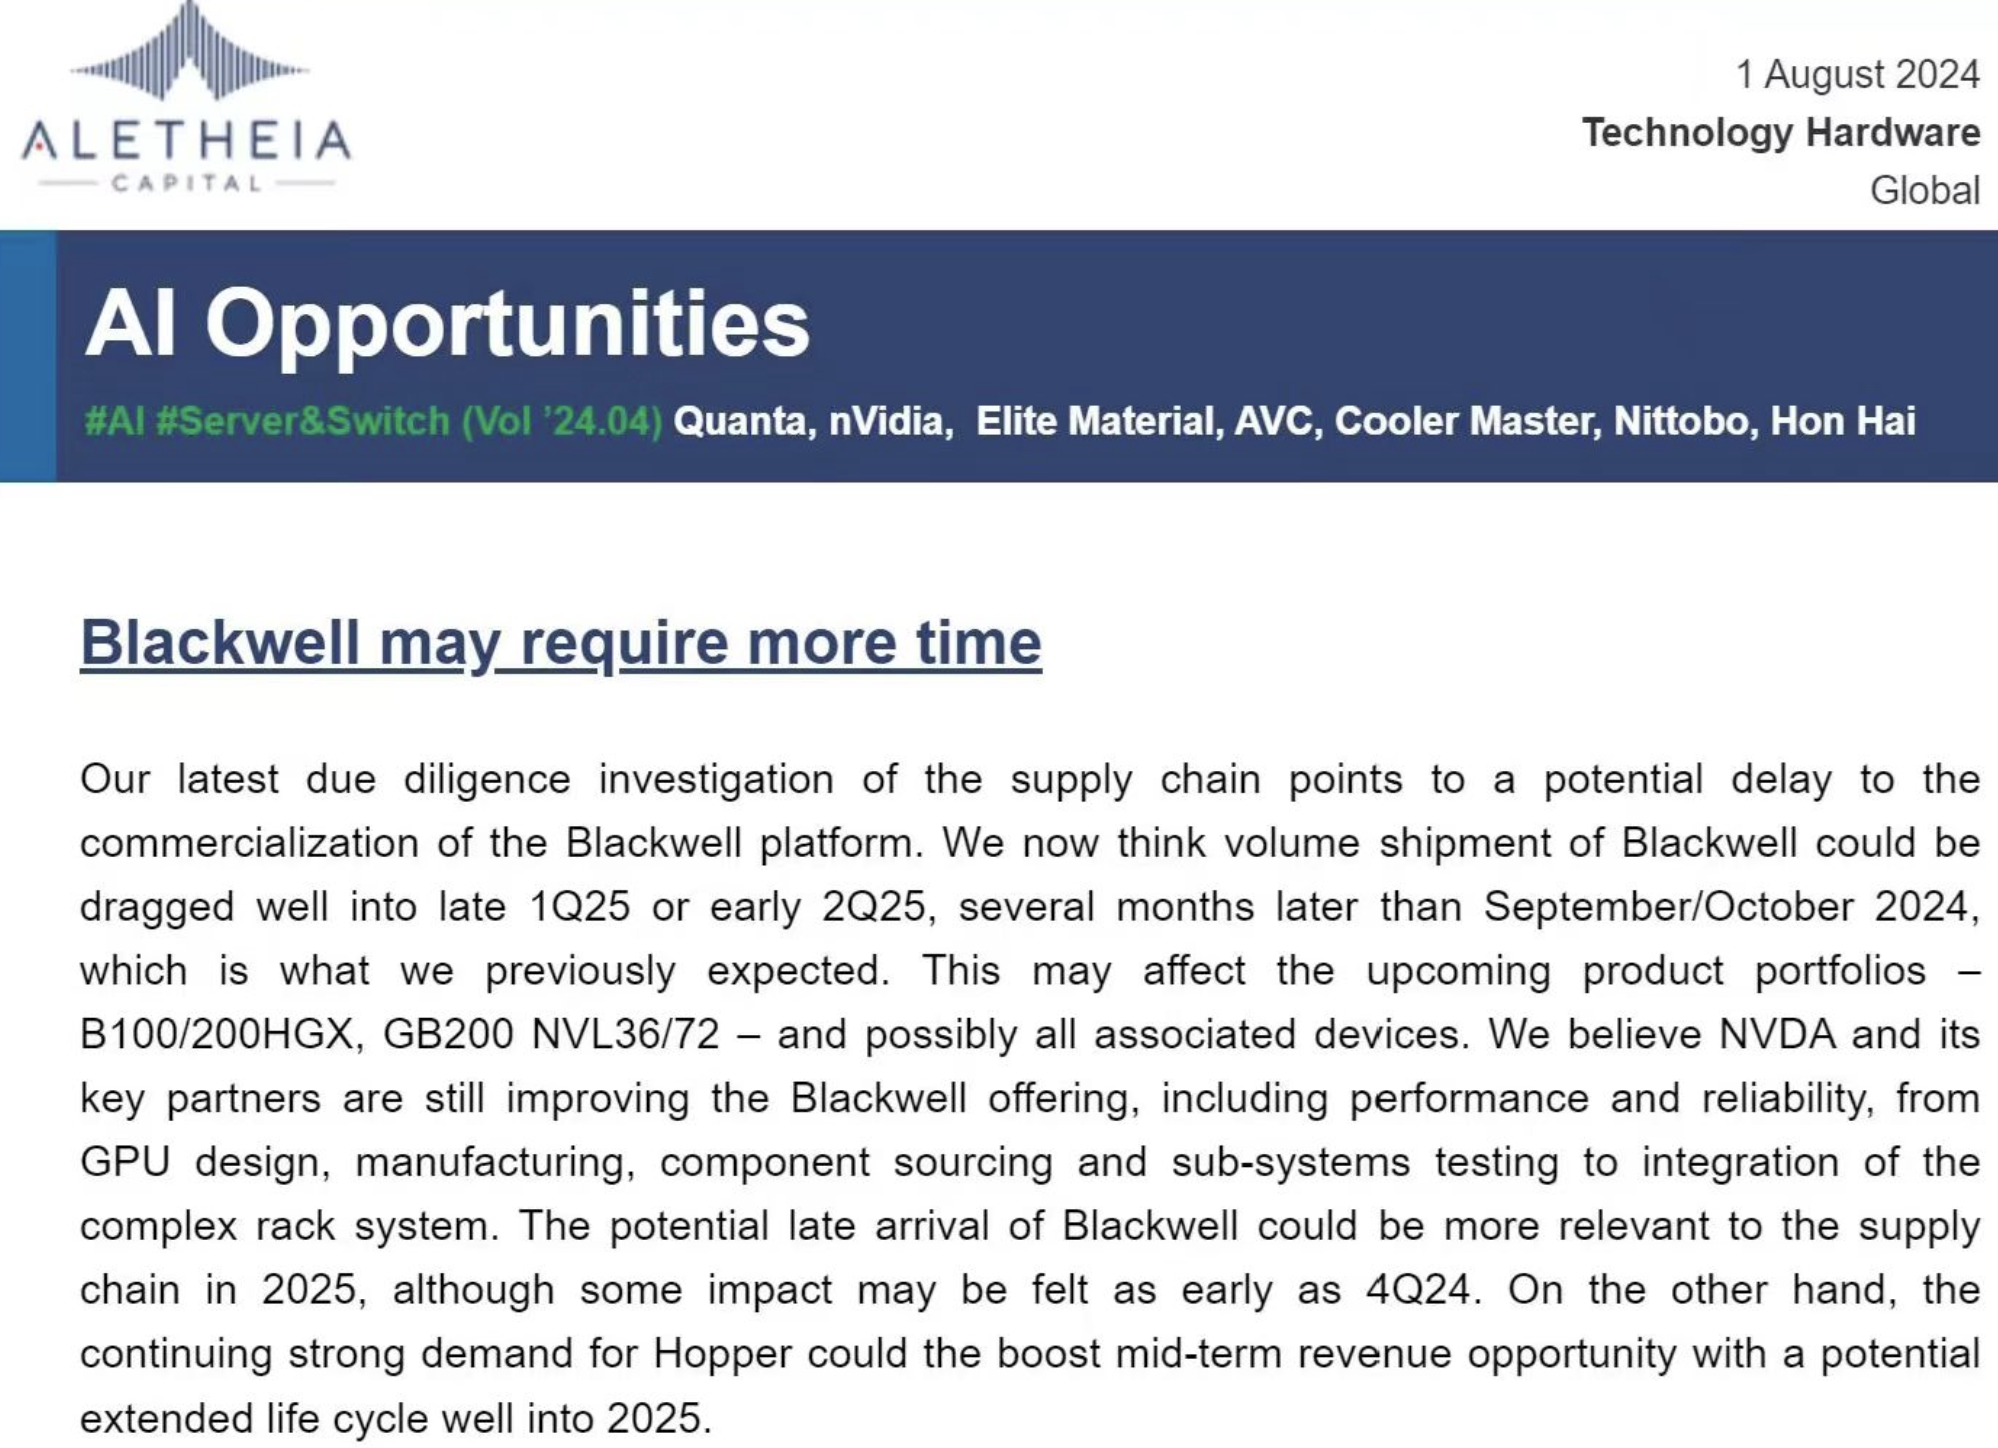 ALETHEIA
CAPITAL
1 August 2024
Technology Hardware
Global
AI Opportunities
#AI #Server&Switch (Vol ’24.04) Quanta, nVidia, Elite Material, AVC, Cooler Master, Nittobo, Hon Hai
Blackwell may require more time
Our latest due diligence investigation of the supply chain points to a potential delay to the
commercialization of the Blackwell platform. We now think volume shipment of Blackwell could be
dragged well into late 1Q25 or early 2Q25, several months later than September/October 2024,
which is what we previously expected. This may affect the upcoming product portfolios –
B100/200HGX, GB200 NVL36/72 – and possibly all associated devices. We believe NVDA and its
key partners are still improving the Blackwell offering, including performance and reliability, from
GPU design, manufacturing, component sourcing and sub-systems testing to integration of the
complex rack system. The potential late arrival of Blackwell could be more relevant to the supply
chain in 2025, although some impact may be felt as early as 4Q24. On the other hand, the
continuing strong demand for Hopper could the boost mid-term revenue opportunity with a potential
extended life cycle well into 2025.